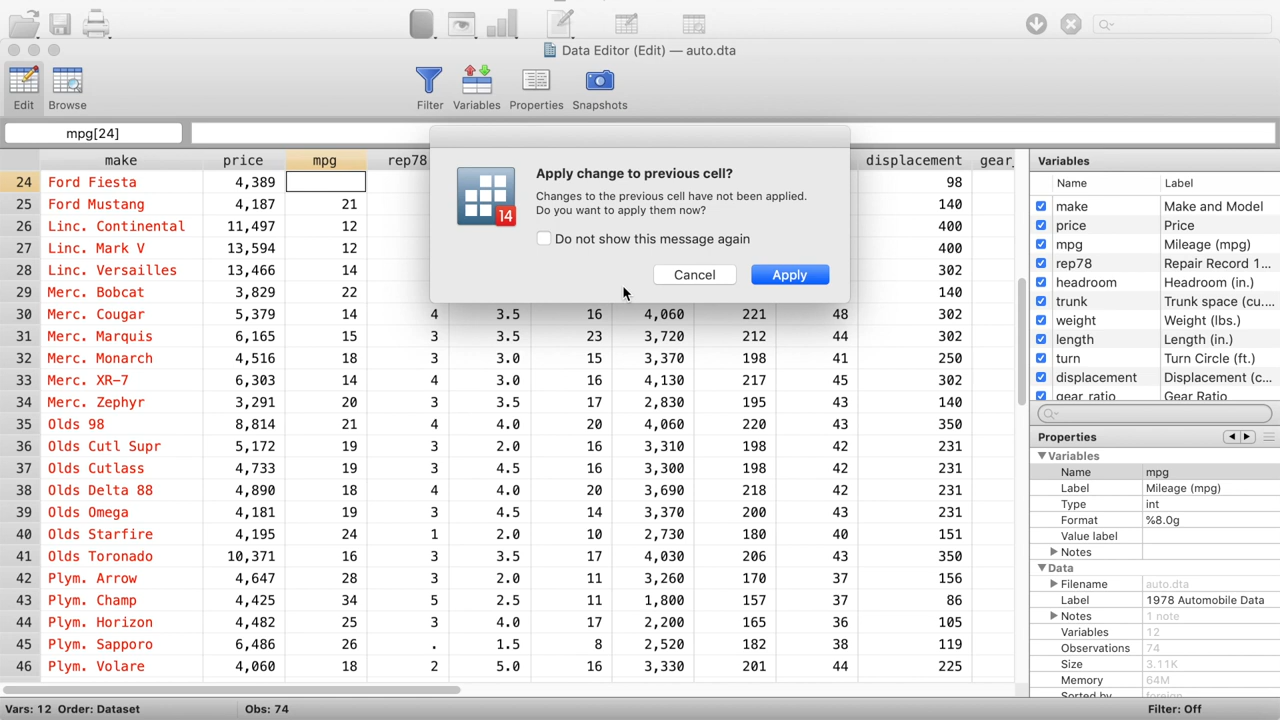 Data Editor (Edit) — auto.dta
Edit Browse Filter Variables Properties Snapshots
mpg[24]
Apply change to previous cell?
Changes to the previous cell have not been applied.
Do you want to apply them now?
14
Do not show this message again
Cancel Apply
make price mpg rep78 displacement gear_
24 Ford Fiesta 4,389 98
25 Ford Mustang 4,187 21 140
26 Linc. Continental 11,497 12 400
27 Linc. Mark V 13,594 12 400
28 Linc. Versailles 13,466 14 302
29 Merc. Bobcat 3,829 22 140
30 Merc. Cougar 5,379 14 4 3.5 16 4,060 221 48 302
31 Merc. Marquis 6,165 15 3 3.5 23 3,720 212 44 302
32 Merc. Monarch 4,516 18 3 3.0 15 3,370 198 41 250
33 Merc. XR-7 6,303 14 4 3.0 16 4,130 217 45 302
34 Merc. Zephyr 3,291 20 3 3.5 17 2,830 195 43 140
35 Olds 98 8,814 21 4 4.0 20 4,060 220 43 350
36 Olds Cutl Supr 5,172 19 3 2.0 16 3,310 198 42 231
37 Olds Cutlass 4,733 19 3 4.5 16 3,300 198 42 231
38 Olds Delta 88 4,890 18 4 4.0 20 3,690 218 42 231
39 Olds Omega 4,181 19 3 4.5 14 3,370 200 43 231
40 Olds Starfire 4,195 24 1 2.0 10 2,730 180 40 151
41 Olds Toronado 10,371 16 3 3.5 17 4,030 206 43 350
42 Plym. Arrow 4,647 28 3 2.0 11 3,260 170 37 156
43 Plym. Champ 4,425 34 5 2.5 11 1,800 157 37 86
44 Plym. Horizon 4,482 25 3 4.0 17 2,200 165 36 105
45 Plym. Sapporo 6,486 26 . 1.5 8 2,520 182 38 119
46 Plym. Volare 4,060 18 2 5.0 16 3,330 201 44 225
Variables
Name Label
make Make and Model
price Price
mpg Mileage (mpg)
rep78 Repair Record 1...
headroom Headroom (in.)
trunk Trunk space (cu....
weight Weight (lbs.)
length Length (in.)
turn Turn Circle (ft.)
displacement Displacement (c...
gear ratio Gear Ratio
Properties
Variables
Name mpg
Label Mileage (mpg)
Type int
Format %8.0g
Value label
Notes
Data
Filename auto.dta
Label 1978 Automobile Data
Notes 1 note
Variables 12
Observations 74
Size 3.11K
Memory 64M
Sorted by foreign
Vars: 12 Order: Dataset Obs: 74 Filter: Off